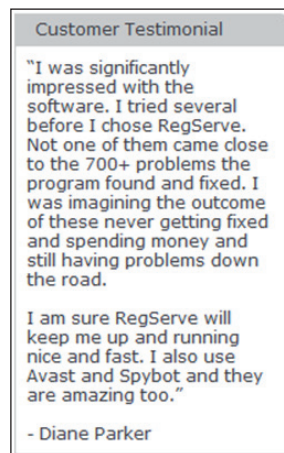 Customer Testimonial
“I was significantly
impressed with the
software. I tried several
before I chose RegServe.
Not one of them came close
to the 700+ problems the
program found and fixed. I
was imagining the outcome
of these never getting fixed
and spending money and
still having problems down
the road.
I am sure RegServe will
keep me up and running
nice and fast. I also use
Avast and Spybot and they
are amazing too.”
- Diane Parker